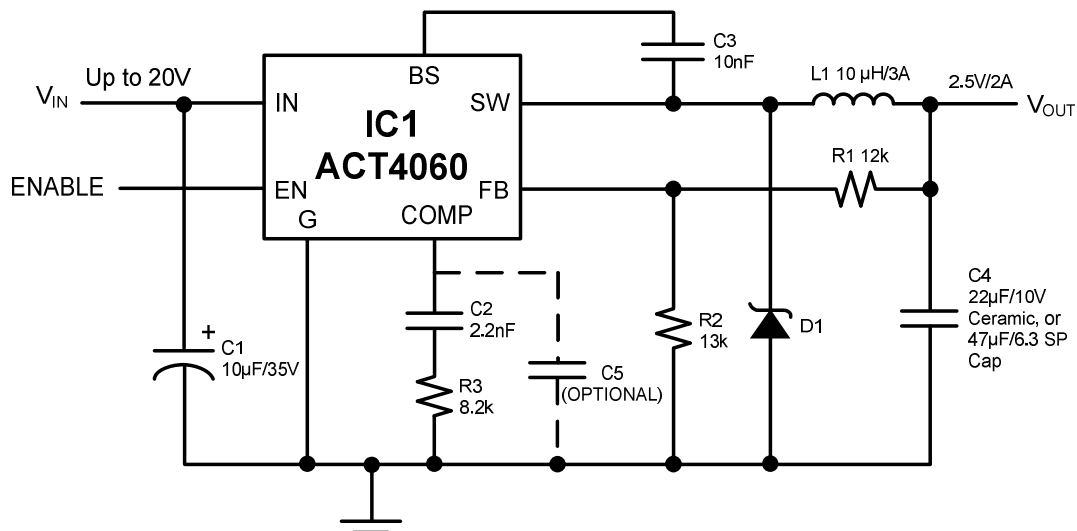 C3
10nF
Up to 20V
BS
L1 10 µH/3A
2.5V/2A
VIN
IN
SW
VOUT
IC1
ACT4060
R1 12k
ENABLE
EN
FB
G
COMP
C4
22µF/10V
Ceramic, or
47µF/6.3 SP
Cap
C2
2.2nF
R2
13k
D1
+
C1
10µF/35V
R3
8.2k
C5
(OPTIONAL)